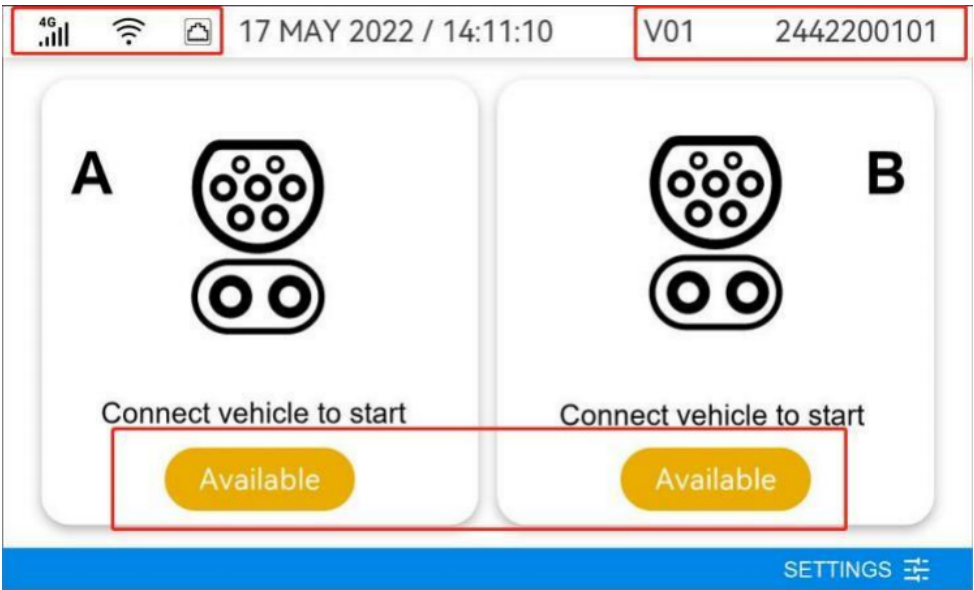 4G 17 MAY 2022 / 14:11:10 V01 2442200101
A
B
Connect vehicle to start
Available
Connect vehicle to start
Available
SETTINGS